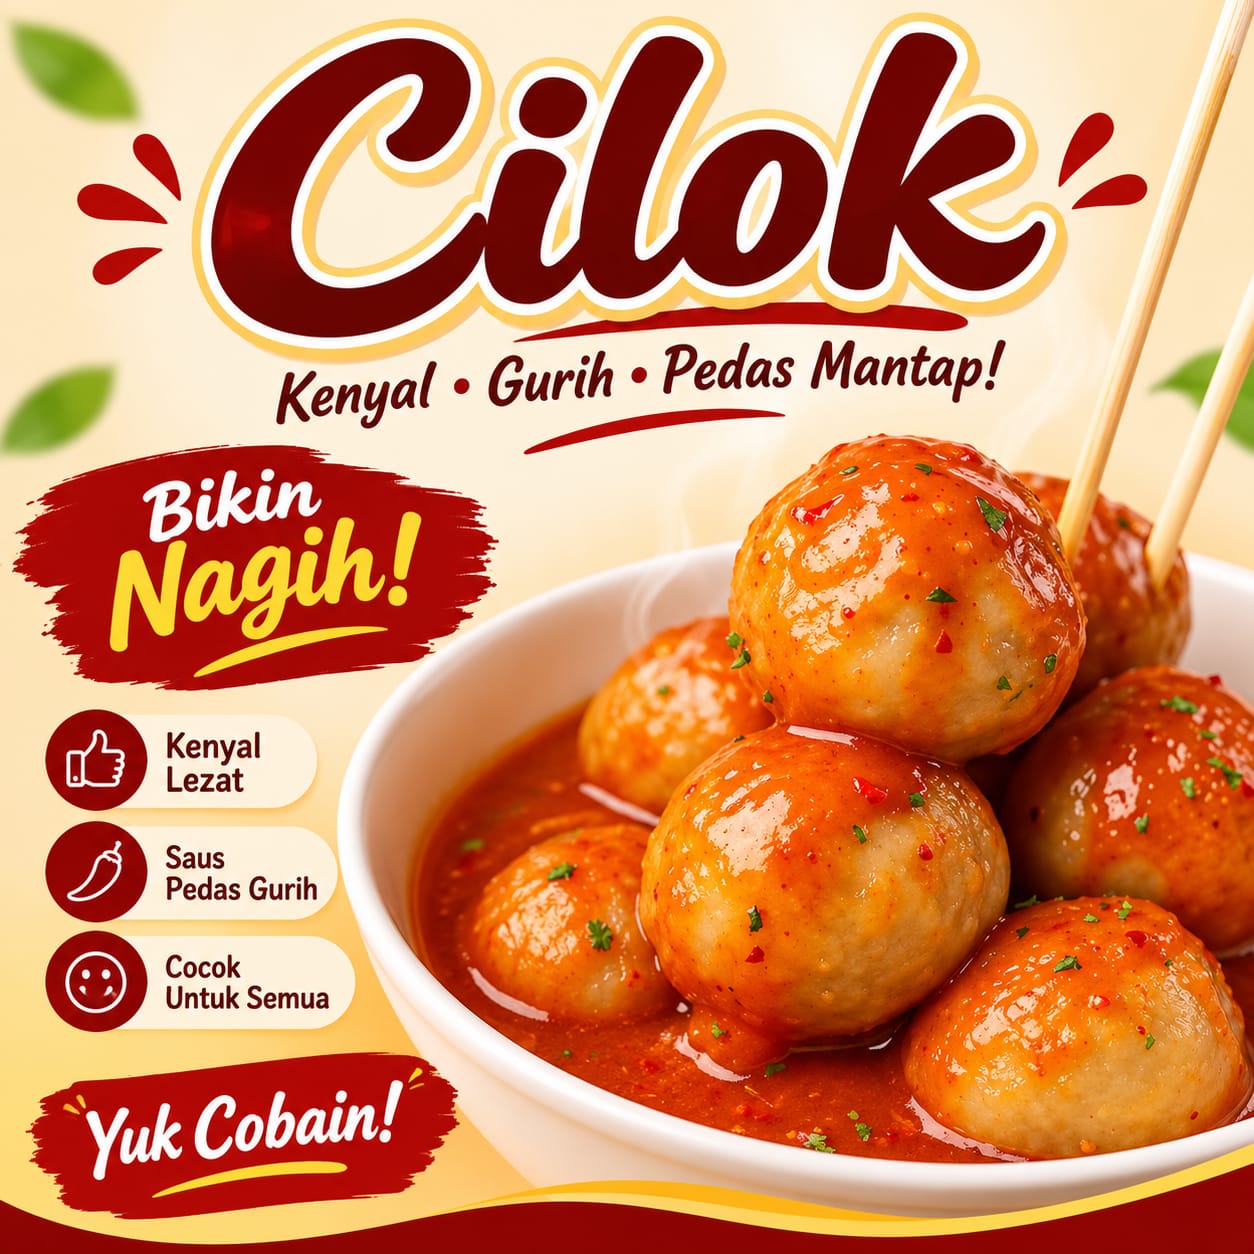 Cilok
Kenyal • Gurih • Pedas Mantap!
Bikin
Nagih!
Kenyal
Lezat
Saus
Pedas Gurih
Cocok
Untuk Semua
Yuk Cobain!